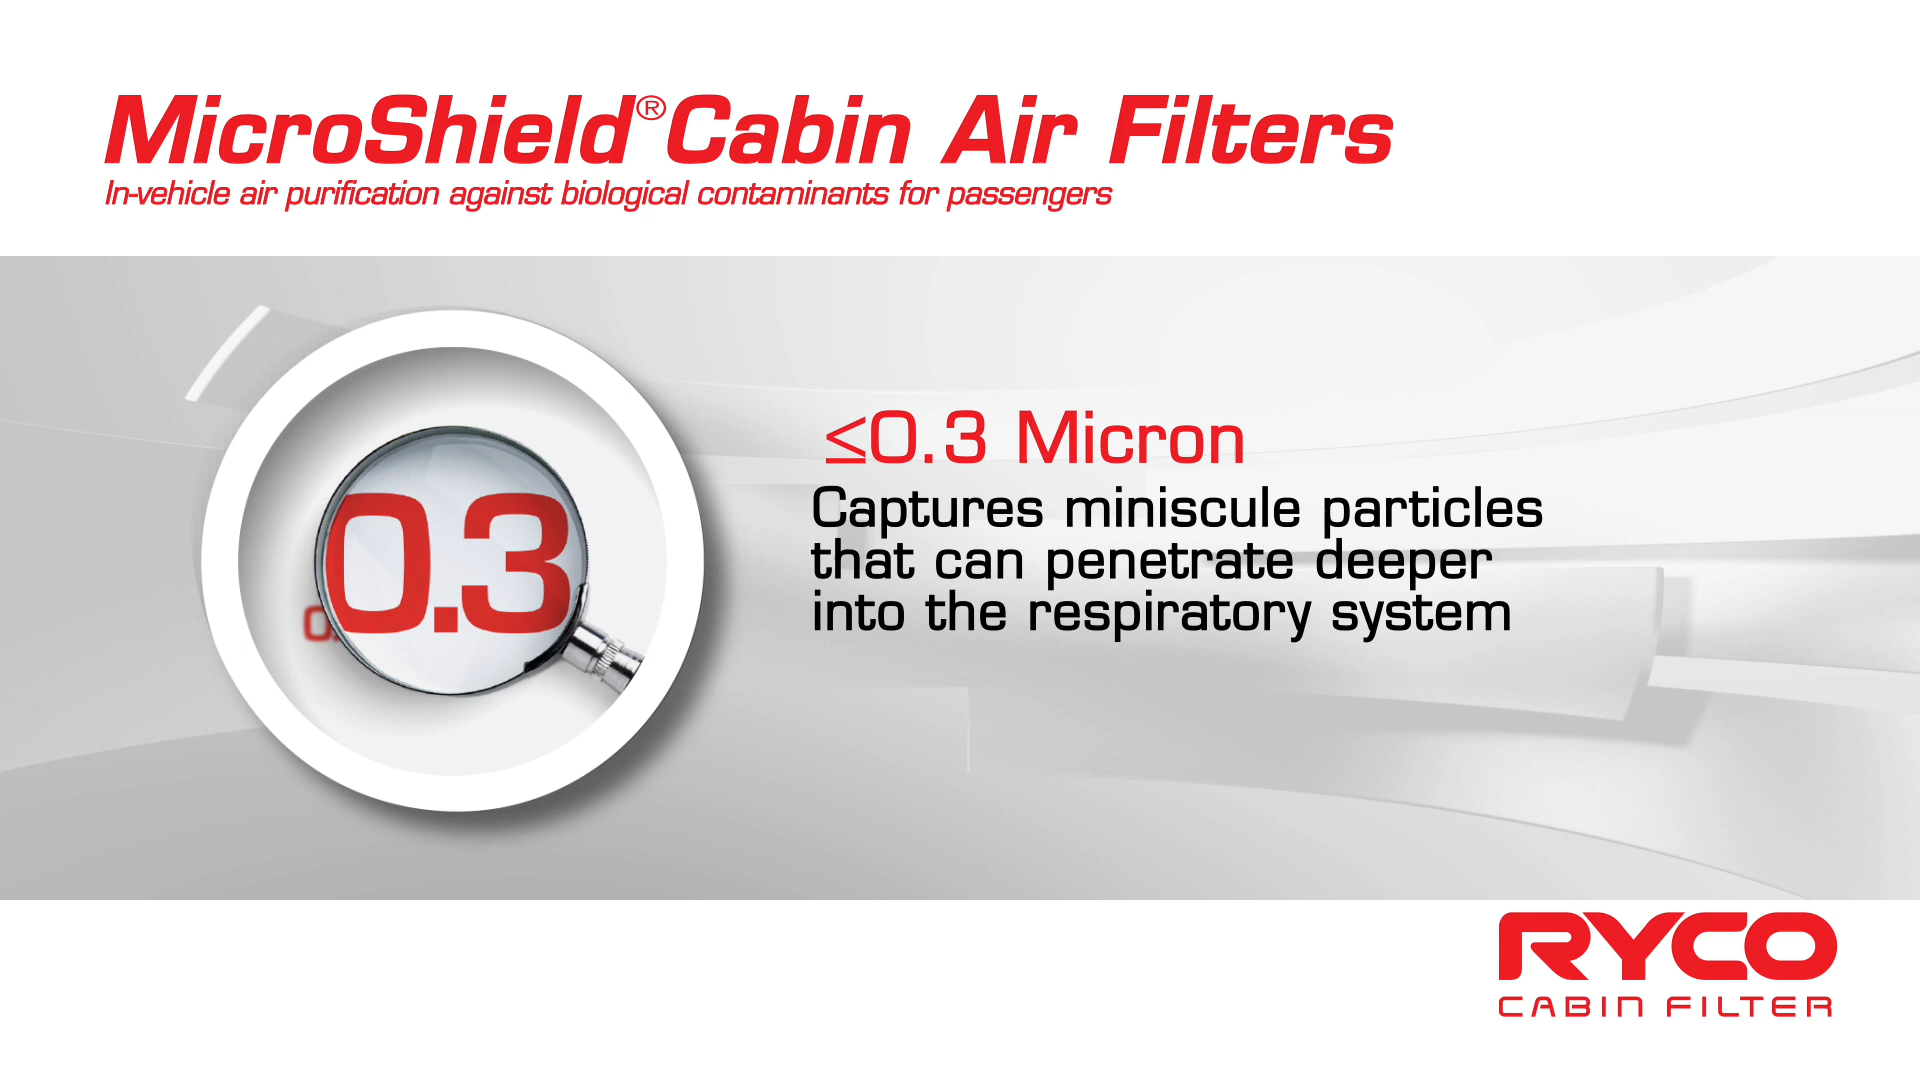 MicroShield® Cabin Air Filters
In-vehicle air purification against biological contaminants for passengers
0.3
≤0.3 Micron
Captures miniscule particles
that can penetrate deeper
into the respiratory system
RYCO
CABIN FILTER